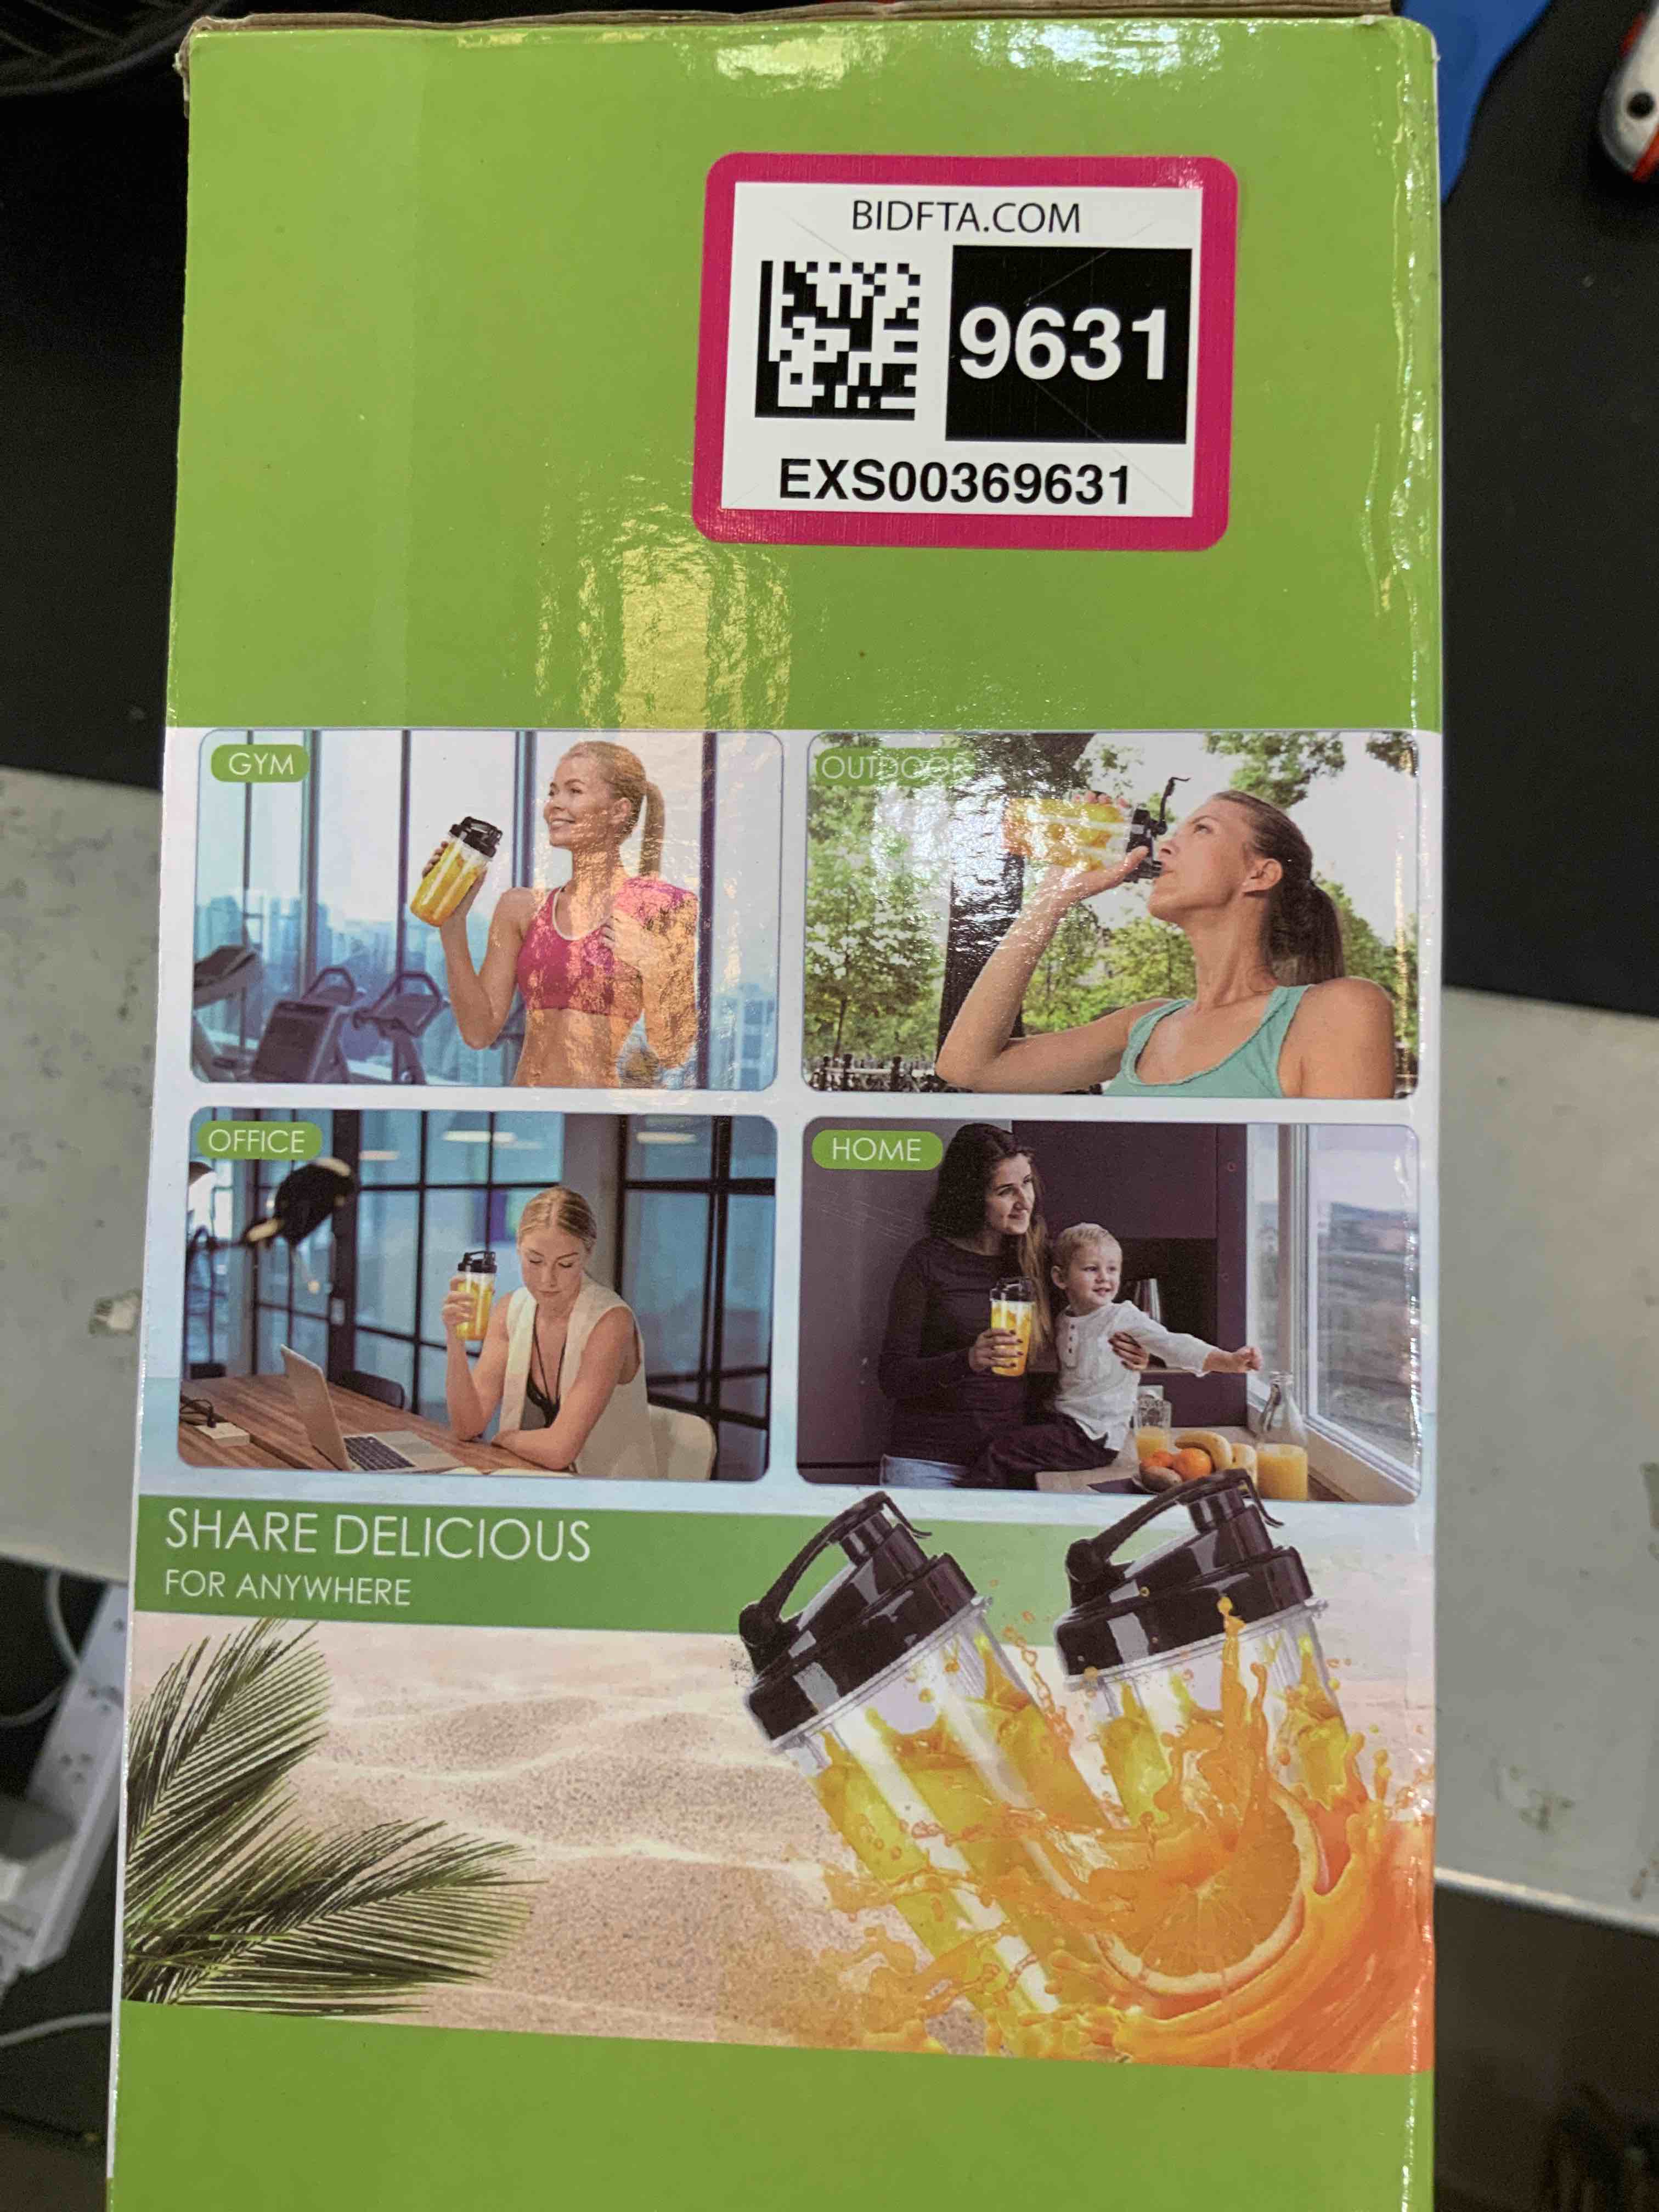 BIDFTA.COM
9631
EXS00369631
GYM
OUTDOOR
OFFICE
HOME
SHARE DELICIOUS
FOR ANYWHERE